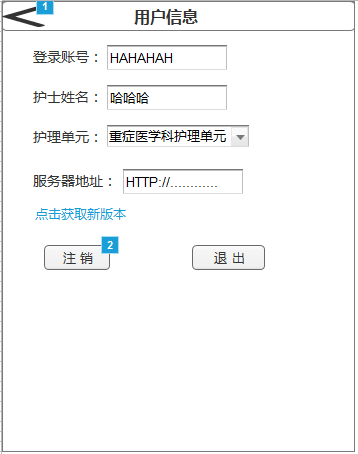 1
用户信息
登录账号： HAHAHAH
护士姓名： 哈哈哈
护理单元： 重症医学科护理单元
服务器地址： HTTP://............
点击获取新版本
注 销 2 退 出